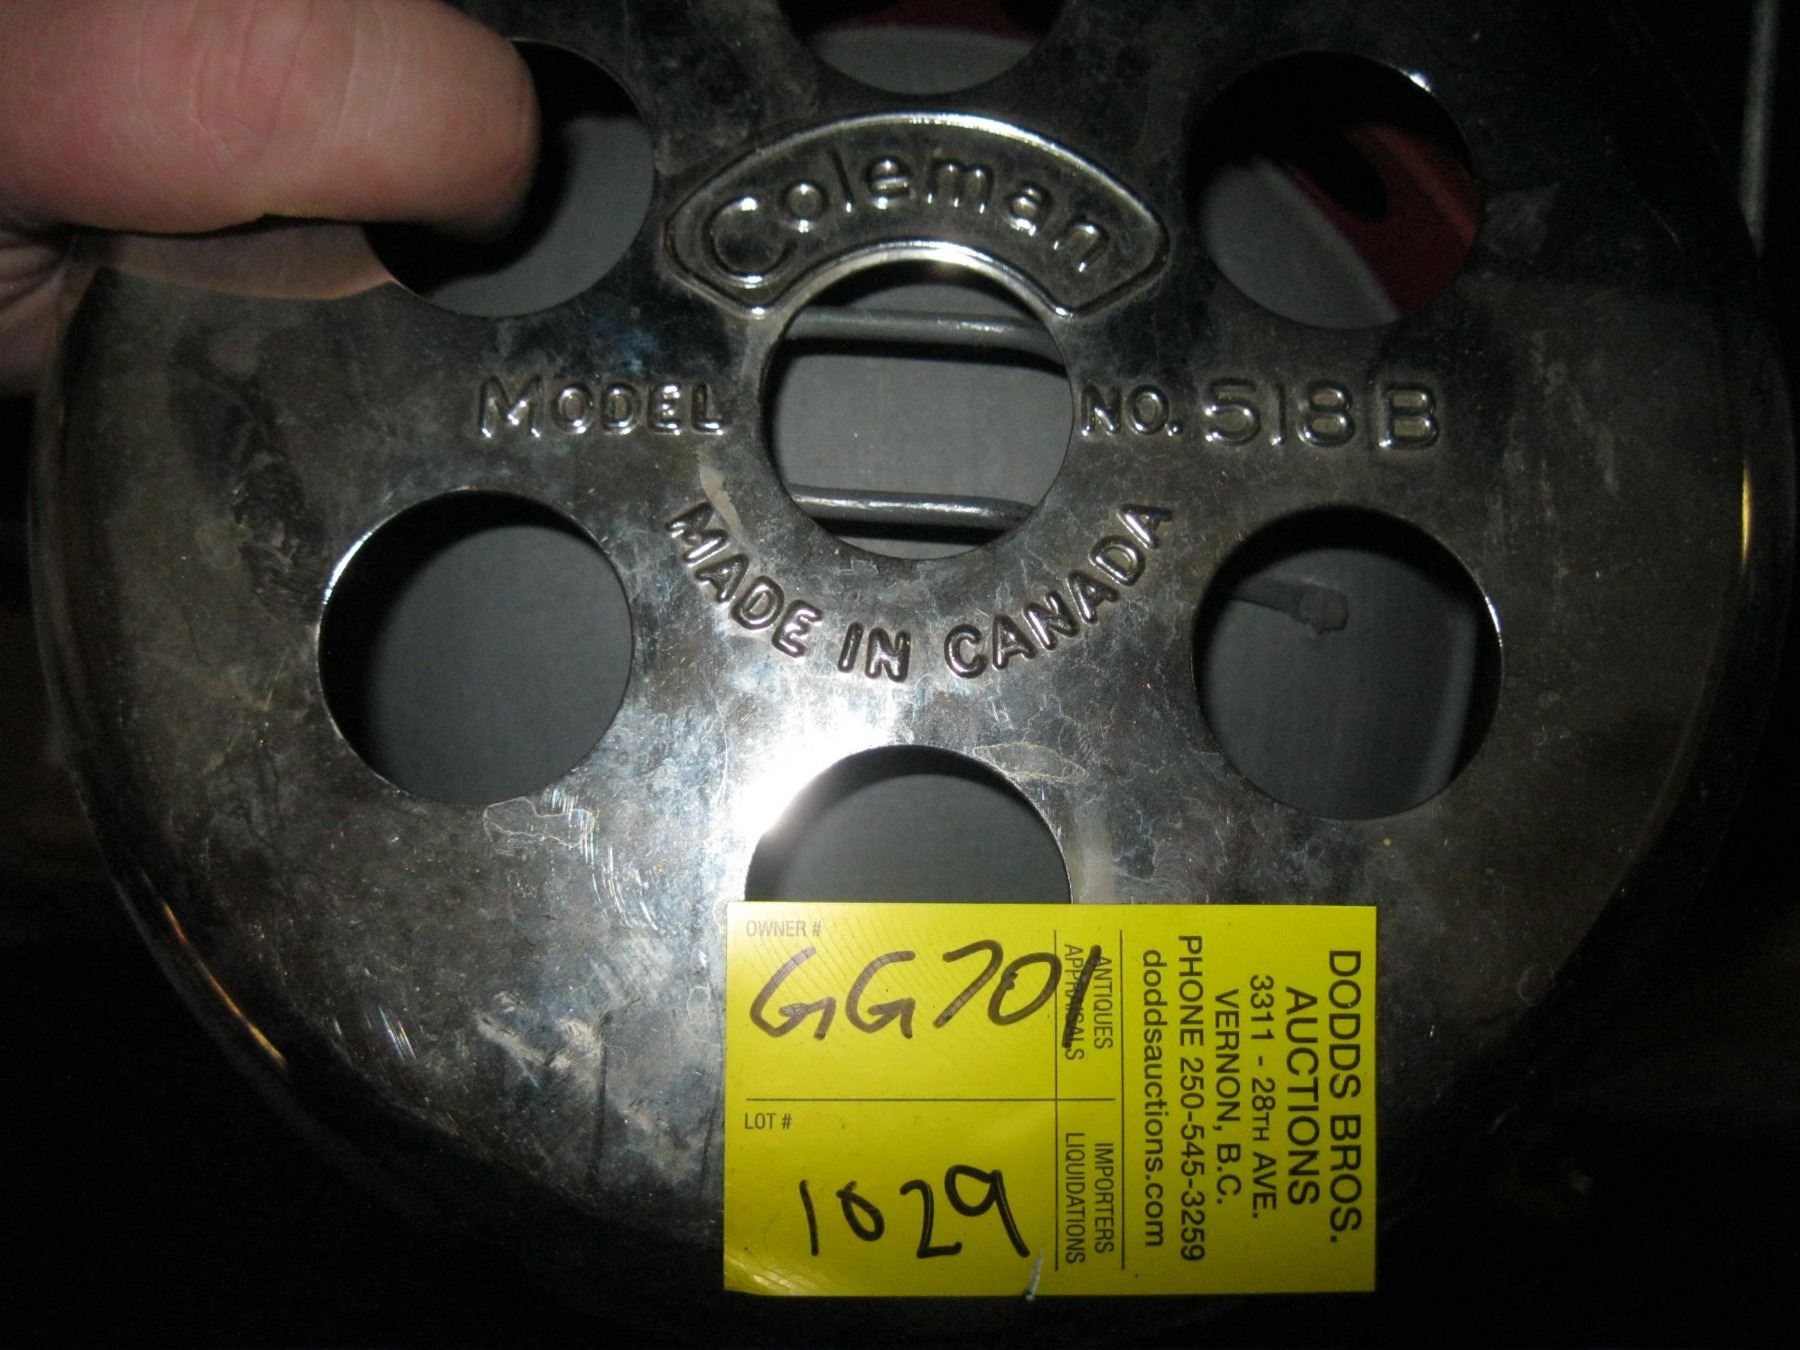 Coleman
MODEL NO. 518B
MADE IN CANADA
OWNER #
GG701
LOT #
1029
ANTIQUES
APPRAISALS
IMPORTERS
LIQUIDATIONS
DODDS BROS.
AUCTIONS
3311 - 28TH AVE.
VERNON, B.C.
PHONE 250-545-3259
doddsauctions.com